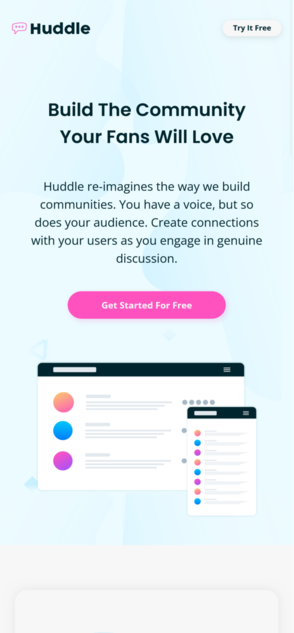 Huddle
Try It Free
Build The Community
Your Fans Will Love
Huddle re-imagines the way we build
communities. You have a voice, but so
does your audience. Create connections
with your users as you engage in genuine
discussion.
Get Started For Free